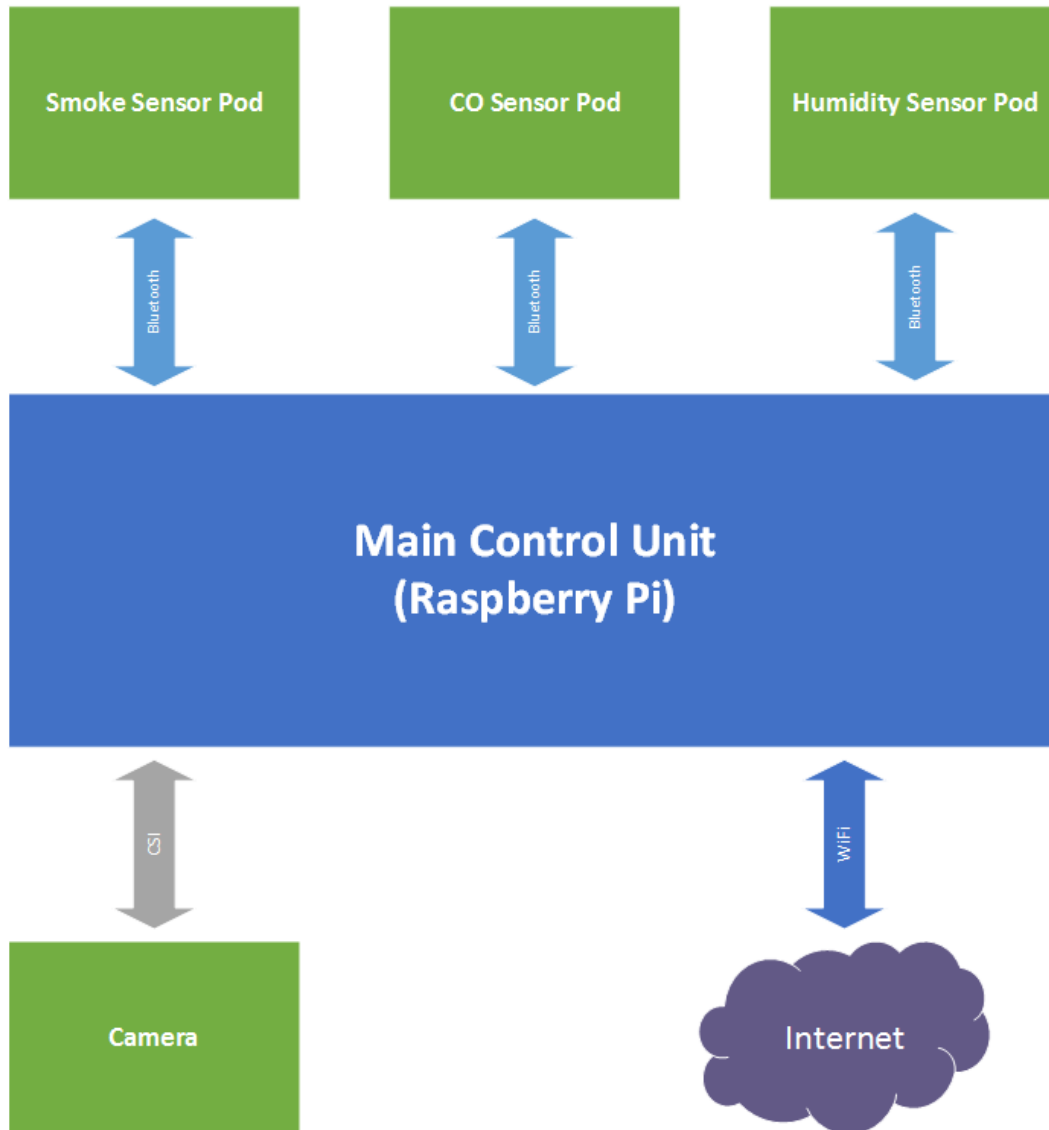 Smoke Sensor Pod
CO Sensor Pod
Humidity Sensor Pod
Bluetooth
Bluetooth
Bluetooth
Main Control Unit
(Raspberry Pi)
CSI
WiFi
Camera
Internet